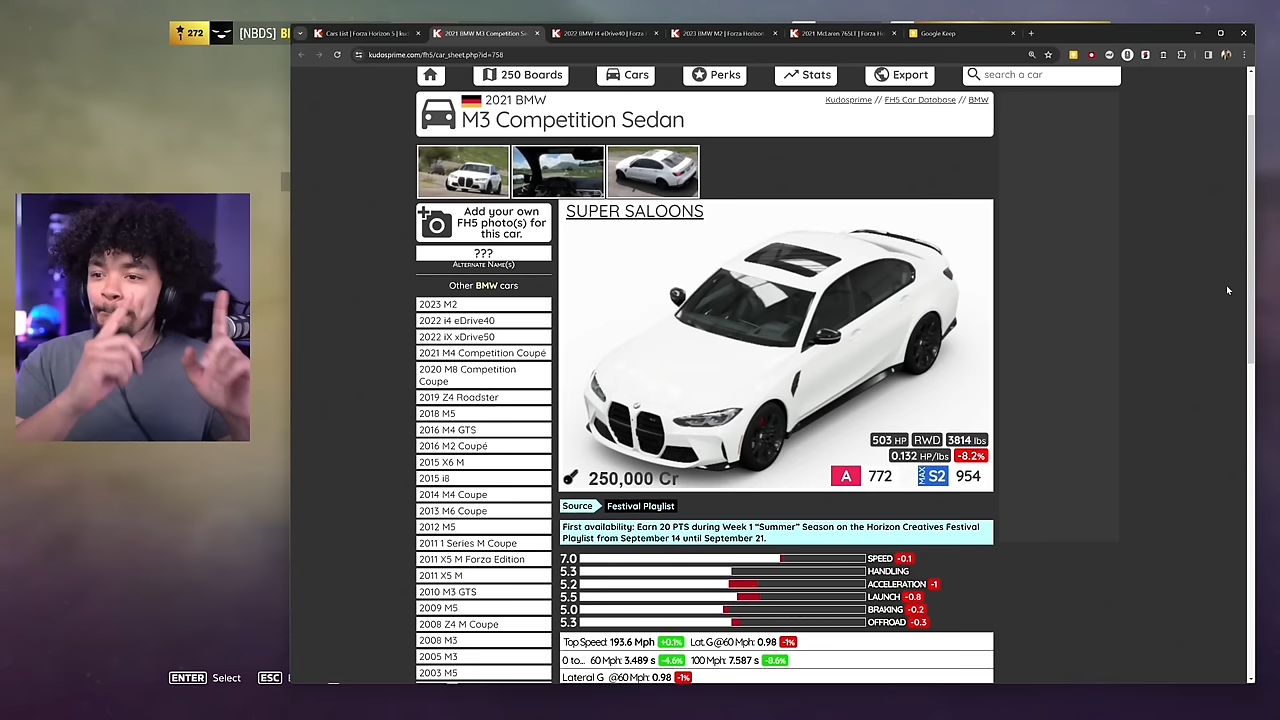 272
[NBDS]
Cars List | Forza Horizon 5 | kud
2021 BMW M3 Competition Se
2022 BMW i4 eDrive40 | Forza H
2023 BMW M2 | Forza Horizon
2021 McLaren 765LT | Forza Ho
Google Keep
kudosprime.com/fh5/car_sheet.php?id=758
250 Boards
Cars
Perks
Stats
Export
search a car
2021 BMW
M3 Competition Sedan
Kudosprime // FH5 Car Database // BMW
Add your own
FH5 photo(s) for
this car.
???
Alternate Name(s)
Other BMW cars
2023 M2
2022 i4 eDrive40
2022 iX xDrive50
2021 M4 Competition Coupé
2020 M8 Competition
Coupe
2019 Z4 Roadster
2018 M5
2016 M4 GTS
2016 M2 Coupé
2015 X6 M
2015 i8
2014 M4 Coupe
2013 M6 Coupe
2012 M5
2011 1 Series M Coupe
2011 X5 M Forza Edition
2011 X5 M
2010 M3 GTS
2009 M5
2008 Z4 M Coupe
2008 M3
2005 M3
2003 M5
SUPER SALOONS
503 HP RWD 3814 lbs
0.132 HP/lbs -8.2%
250,000 Cr
A 772 MAX S2 954
Source Festival Playlist
First availability: Earn 20 PTS during Week 1 "Summer" Season on the Horizon Creatives Festival
Playlist from September 14 until September 21.
7.0 SPEED -0.1
5.3 HANDLING
5.2 ACCELERATION -1
5.5 LAUNCH -0.8
5.0 BRAKING -0.2
5.3 OFFROAD -0.3
Top Speed: 193.6 Mph +0.1% Lat. G @60 Mph: 0.98 -1%
0 to... 60 Mph: 3.489 s -4.6% 100 Mph: 7.587 s -8.6%
Lateral G @60 Mph: 0.98 -1%
ENTER Select ESC